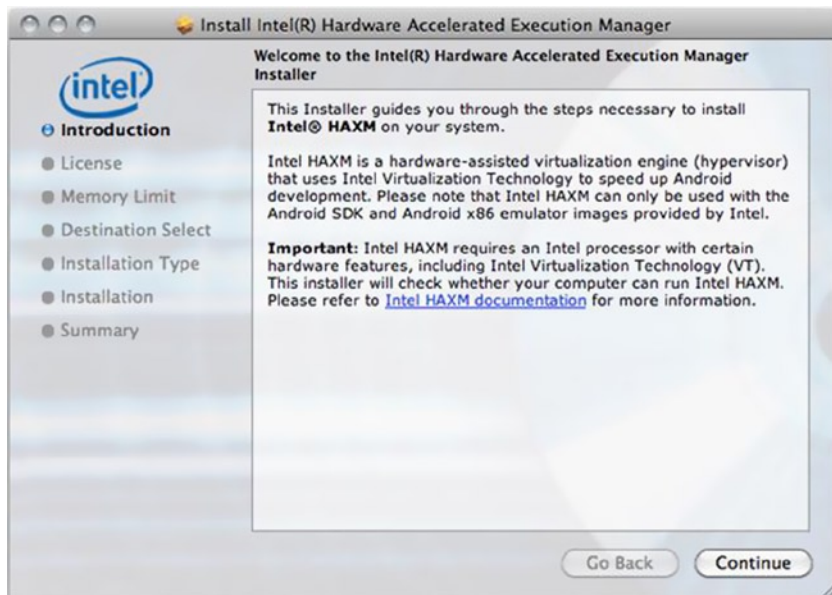 Install Intel(R) Hardware Accelerated Execution Manager
intel
Introduction
License
Memory Limit
Destination Select
Installation Type
Installation
Summary
Welcome to the Intel(R) Hardware Accelerated Execution Manager
Installer
This Installer guides you through the steps necessary to install
Intel® HAXM on your system.
Intel HAXM is a hardware-assisted virtualization engine (hypervisor)
that uses Intel Virtualization Technology to speed up Android
development. Please note that Intel HAXM can only be used with the
Android SDK and Android x86 emulator images provided by Intel.
Important: Intel HAXM requires an Intel processor with certain
hardware features, including Intel Virtualization Technology (VT).
This installer will check whether your computer can run Intel HAXM.
Please refer to Intel HAXM documentation for more information.
Go Back
Continue